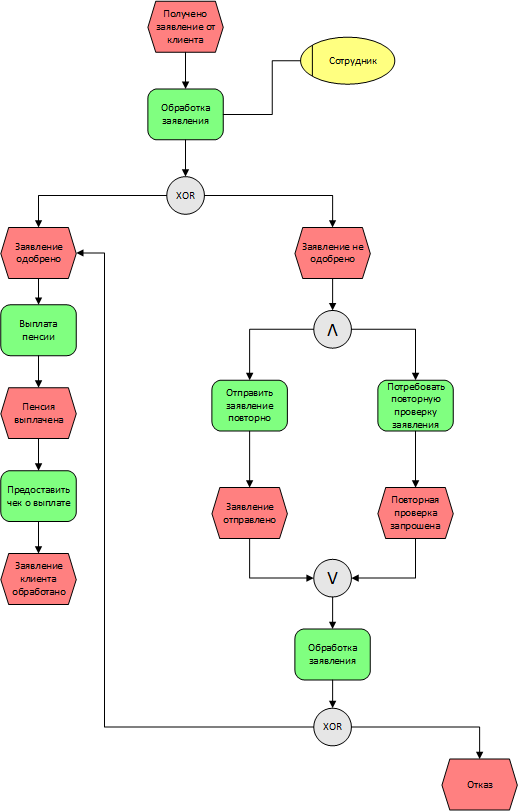 Получено
заявление от
клиента
Сотрудник
Обработка
заявления
XOR
Заявление
одобрено
Заявление не
одобрено
Выплата
пенсии
Λ
Отправить
заявление
повторно
Потребовать
повторную
проверку
заявления
Пенсия
выплачена
Предоставить
чек о выплате
Заявление
отправлено
Повторная
проверка
запрошена
Заявление
клиента
обработано
V
Обработка
заявления
XOR
Отказ